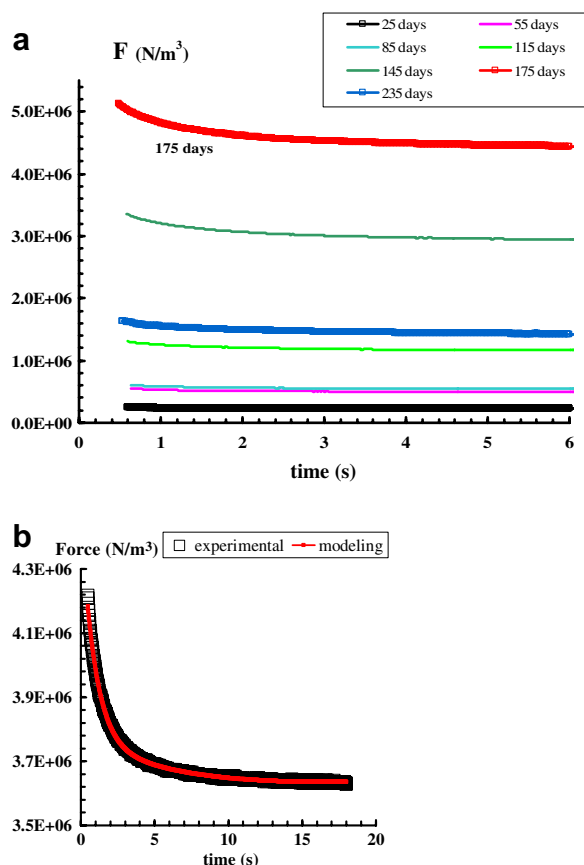 a
F (N/m³)
25 days 55 days
85 days 115 days
145 days 175 days
235 days
5.0E+06
4.0E+06
3.0E+06
2.0E+06
1.0E+06
0.0E+00
175 days
0 1 2 3 4 5 6
time (s)
b
Force (N/m³) experimental modeling
4.3E+06
4.1E+06
3.9E+06
3.7E+06
3.5E+06
0 5 10 15 20
time (s)